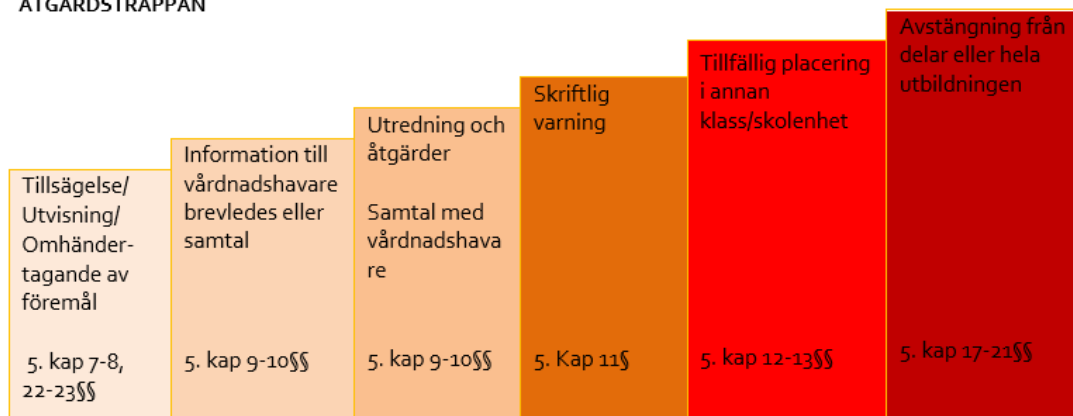 ÅTGÄRDSTRAPPAN
Tillsägelse/
Utvisning/
Omhänder-
tagande av
föremål
5. kap 7-8,
22-23§§
Information till
vårdnadshavare
brevledes eller
samtal
5. kap 9-10§§
Utredning och
åtgärder
Samtal med
vårdnadshava
re
5. kap 9-10§§
Skriftlig
varning
5. Kap 11§
Tillfällig placering
i annan
klass/skolenhet
5. kap 12-13§§
Avstängning från
delar eller hela
utbildningen
5. kap 17-21§§